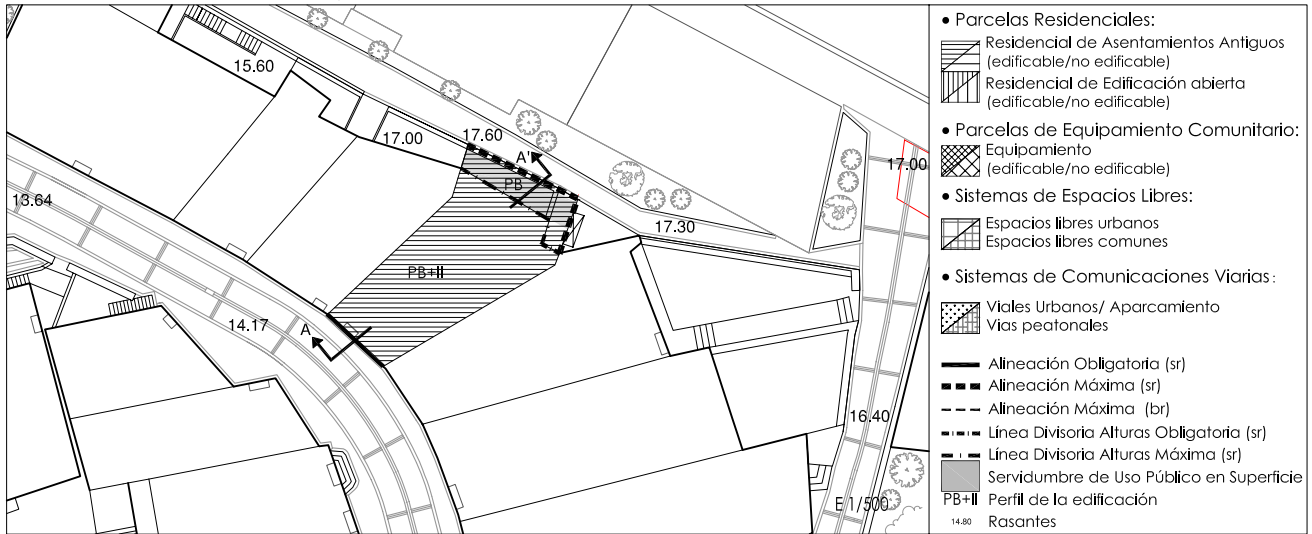 15.60
17.00
17.60
A'
PB
17.00
13.64
17.30
PB+II
14.17
A
16.40
E 1/500
• Parcelas Residenciales:
Residencial de Asentamientos Antiguos
(edificable/no edificable)
Residencial de Edificación abierta
(edificable/no edificable)
• Parcelas de Equipamiento Comunitario:
Equipamiento
(edificable/no edificable)
• Sistemas de Espacios Libres:
Espacios libres urbanos
Espacios libres comunes
• Sistemas de Comunicaciones Viarias:
Viales Urbanos/ Aparcamiento
Vias peatonales
Alineación Obligatoria (sr)
Alineación Máxima (sr)
Alineación Máxima (br)
Línea Divisoria Alturas Obligatoria (sr)
Línea Divisoria Alturas Máxima (sr)
Servidumbre de Uso Público en Superficie
PB+II Perfil de la edificación
14.80 Rasantes